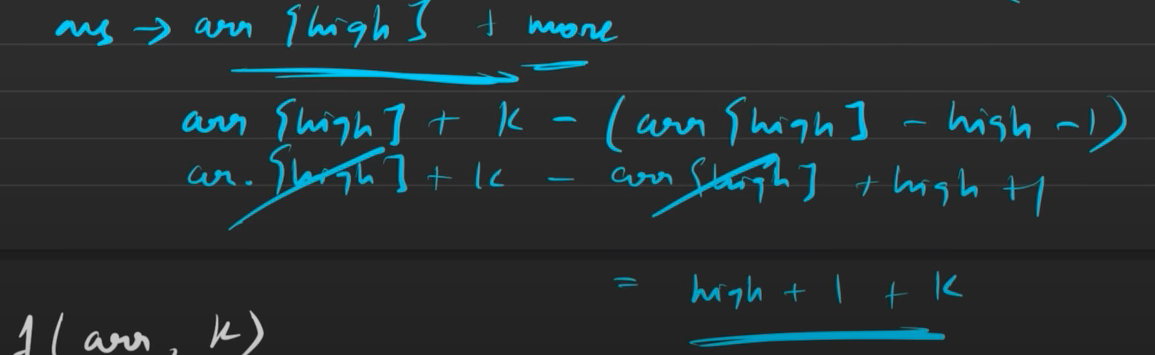 ans → arr [high] + more
arr [high] + k - (arr [high] - high - 1)
arr. [high] + k - arr [high] + high + 1
= high + 1 + k
f (arr, k)